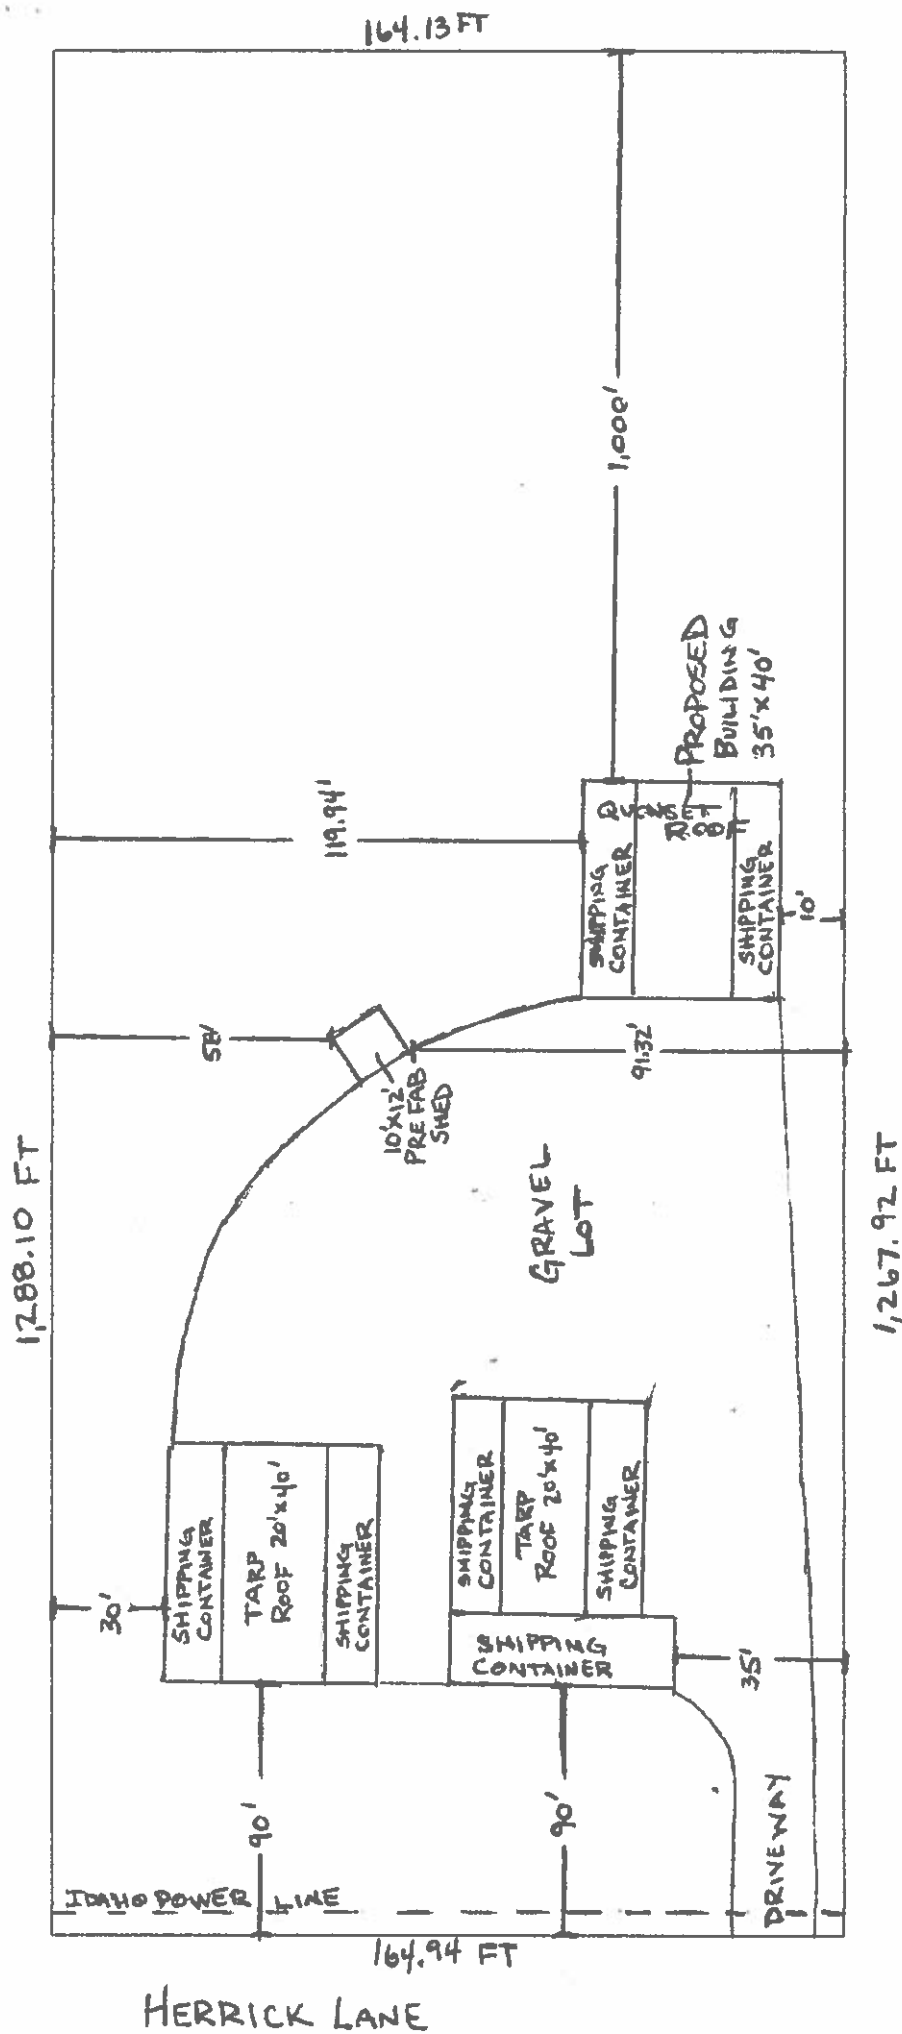 164.13 FT
1,000'
PROPOSED
BUILDING
35'x40'
119.94'
QUONSET
ROOF
SHIPPING
CONTAINER
SHIPPING
CONTAINER
10'
58'
91.32'
10'x12'
PREFAB
SHED
1,288.10 FT
1,267.92 FT
GRAVEL
LOT
30'
SHIPPING
CONTAINER
TARP
ROOF 20'x40'
SHIPPING
CONTAINER
SHIPPING
CONTAINER
TARP
ROOF 20'x40'
SHIPPING
CONTAINER
SHIPPING
CONTAINER
35'
90'
90'
DRIVEWAY
IDAHO POWER LINE
164.94 FT
HERRICK LANE